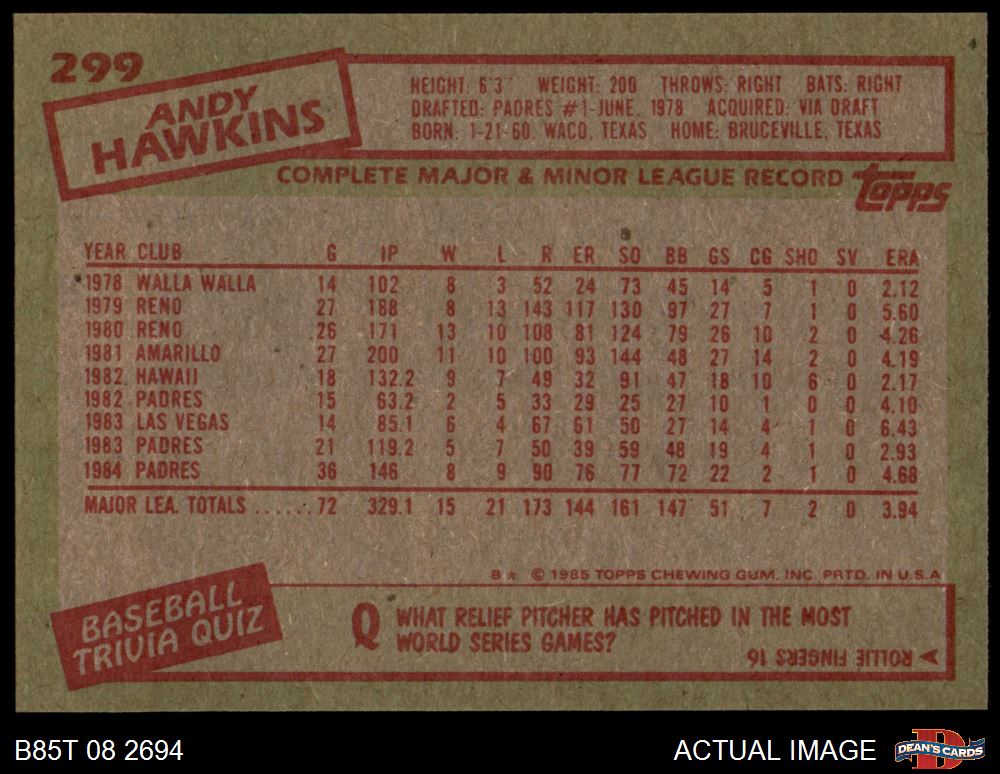 299
ANDY
HAWKINS
HEIGHT: 6'3" WEIGHT: 200 THROWS: RIGHT BATS: RIGHT
DRAFTED: PADRES #1-JUNE, 1978 ACQUIRED: VIA DRAFT
BORN: 1-21-60, WACO, TEXAS HOME: BRUCEVILLE, TEXAS
COMPLETE MAJOR & MINOR LEAGUE RECORD topps
YEAR CLUB G IP W L R ER SO BB GS CG SHO SV ERA
1978 WALLA WALLA 14 102 8 3 52 24 73 45 14 5 1 0 2.12
1979 RENO 27 188 8 13 143 117 130 97 27 7 1 0 5.60
1980 RENO 26 171 13 10 108 81 124 79 26 10 2 0 4.26
1981 AMARILLO 27 200 11 10 100 93 144 48 27 14 2 0 4.19
1982 HAWAII 18 132.2 9 7 49 32 91 47 18 10 6 0 2.17
1982 PADRES 15 63.2 2 5 33 29 25 27 10 1 0 0 4.10
1983 LAS VEGAS 14 85.1 6 4 67 61 50 27 14 4 1 0 6.43
1983 PADRES 21 119.2 5 7 50 39 59 48 19 4 1 0 2.93
1984 PADRES 36 146 8 9 90 76 77 72 22 2 1 0 4.68
MAJOR LEA. TOTALS ...... 72 329.1 15 21 173 144 161 147 51 7 2 0 3.94
B* © 1985 TOPPS CHEWING GUM, INC. PRTD. IN U.S.A.
BASEBALL
TRIVIA QUIZ
Q WHAT RELIEF PITCHER HAS PITCHED IN THE MOST
WORLD SERIES GAMES?
ROLLIE FINGERS 16
B85T 08 2694
ACTUAL IMAGE
D
DEAN'S CARDS